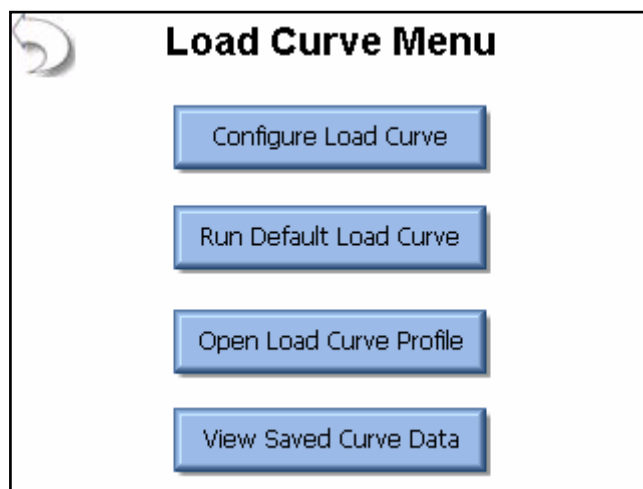 Load Curve Menu
Configure Load Curve
Run Default Load Curve
Open Load Curve Profile
View Saved Curve Data